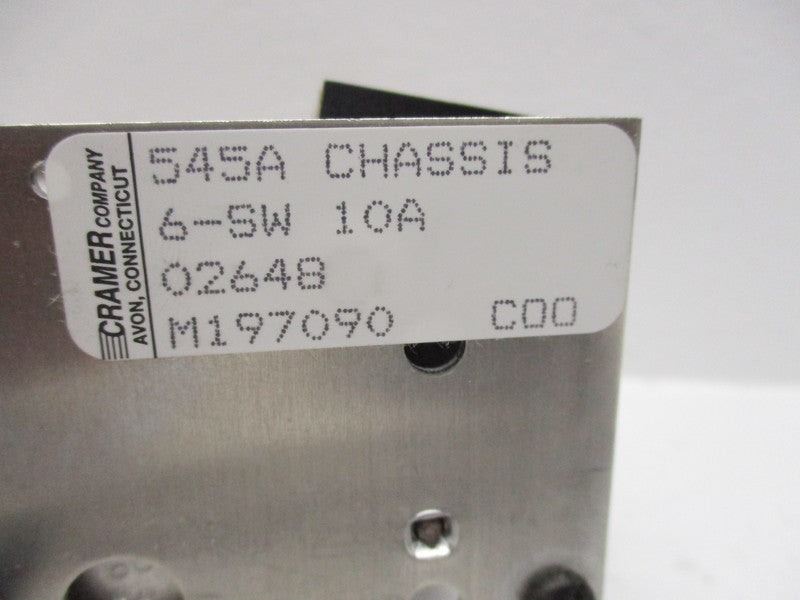 CRAMER COMPANY
AVON, CONNECTICUT
545A CHASSIS
6-SW 10A
02648
M197090 C00